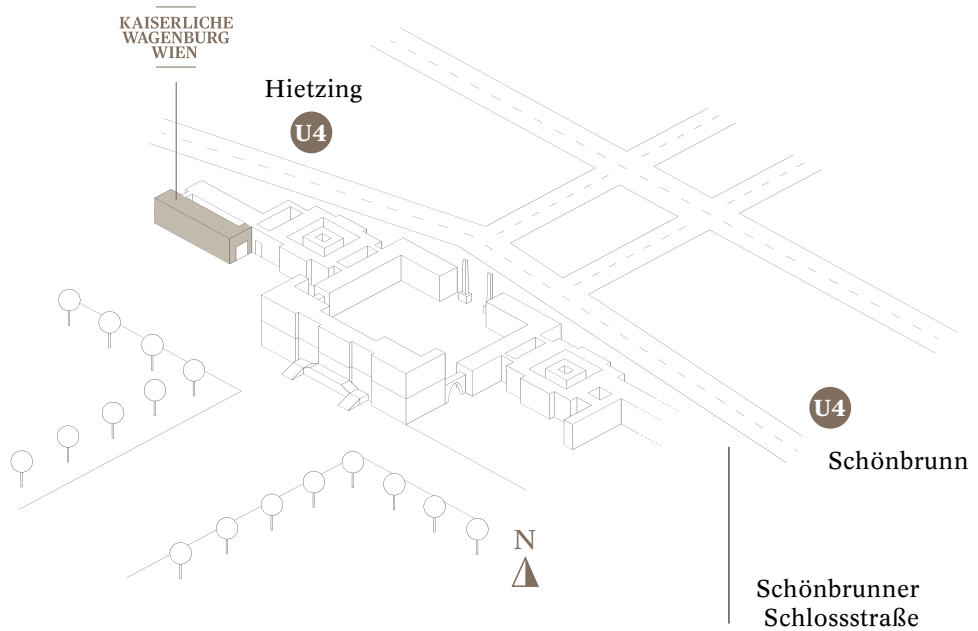 KAISERLICHE
WAGENBURG
WIEN
Hietzing
U4
U4
Schönbrunn
N
Schönbrunner
Schlossstraße